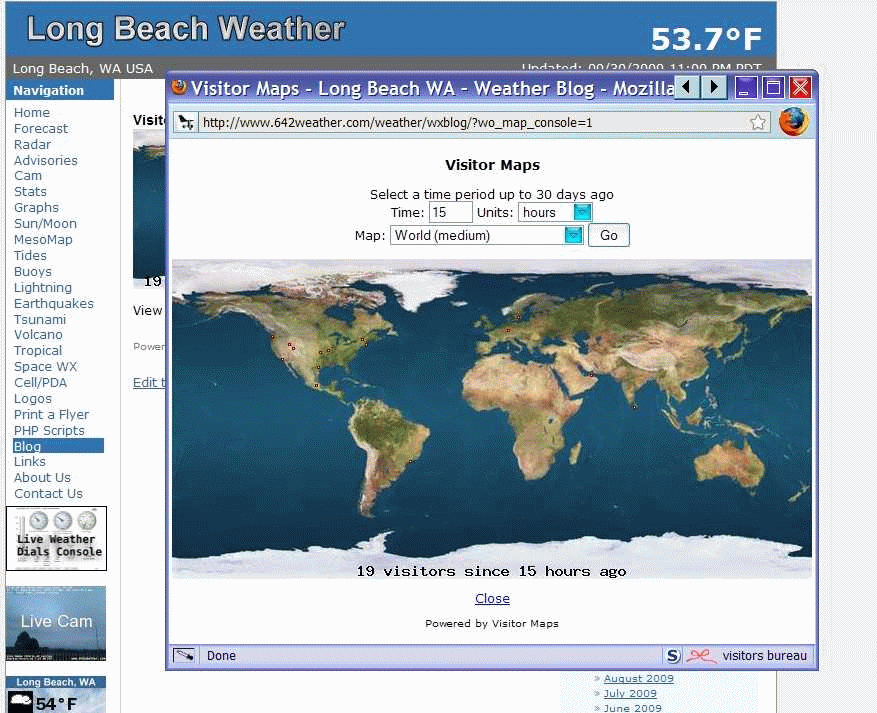 Long Beach Weather
53.7°F
Long Beach, WA USA
Updated: 09/30/2009 11:00 PM PDT
Navigation
Home
Forecast
Radar
Advisories
Cam
Stats
Graphs
Sun/Moon
MesoMap
Tides
Buoys
Lightning
Earthquakes
Tsunami
Volcano
Tropical
Space WX
Cell/PDA
Logos
Print a Flyer
PHP Scripts
Blog
Links
About Us
Contact Us
Live Weather
Dials Console
Live Cam
Long Beach, WA
54°F
19
View
Edit t
Visitor Maps - Long Beach WA - Weather Blog - Mozilla
http://www.642weather.com/weather/wxblog/?wo_map_console=1
Visitor Maps
Select a time period up to 30 days ago
Time: 15 Units: hours
Map: World (medium) Go
19 visitors since 15 hours ago
Close
Powered by Visitor Maps
Done
S
visitors bureau
» August 2009
» July 2009
» June 2009